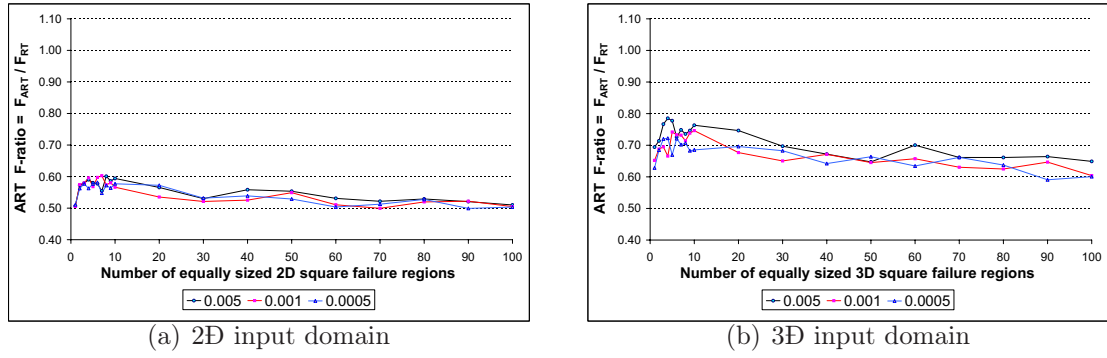 1.10
1.00
0.90
0.80
0.70
0.60
0.50
0.40
ART F-ratio = FART / FRT
0 10 20 30 40 50 60 70 80 90 100
Number of equally sized 2D square failure regions
0.005 0.001 0.0005
(a) 2Ð input domain
1.10
1.00
0.90
0.80
0.70
0.60
0.50
0.40
ART F-ratio = FART / FRT
0 10 20 30 40 50 60 70 80 90 100
Number of equally sized 3D square failure regions
0.005 0.001 0.0005
(b) 3Ð input domain